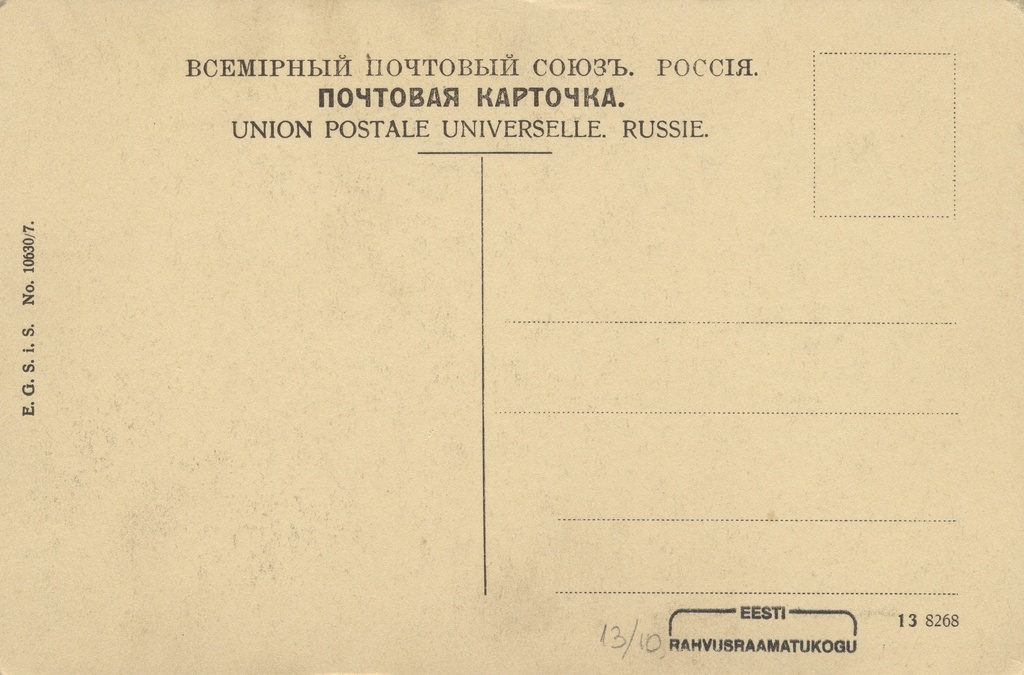 ВСЕМІРНЫЙ ПОЧТОВЫЙ СОЮЗЪ. РОССІЯ.
ПОЧТОВАЯ КАРТОЧКА.
UNION POSTALE UNIVERSELLE. RUSSIE.
E. G. S. i. S. No. 10630/7.
13/10
EESTI
RAHVUSRAAMATUKOGU
13 8268